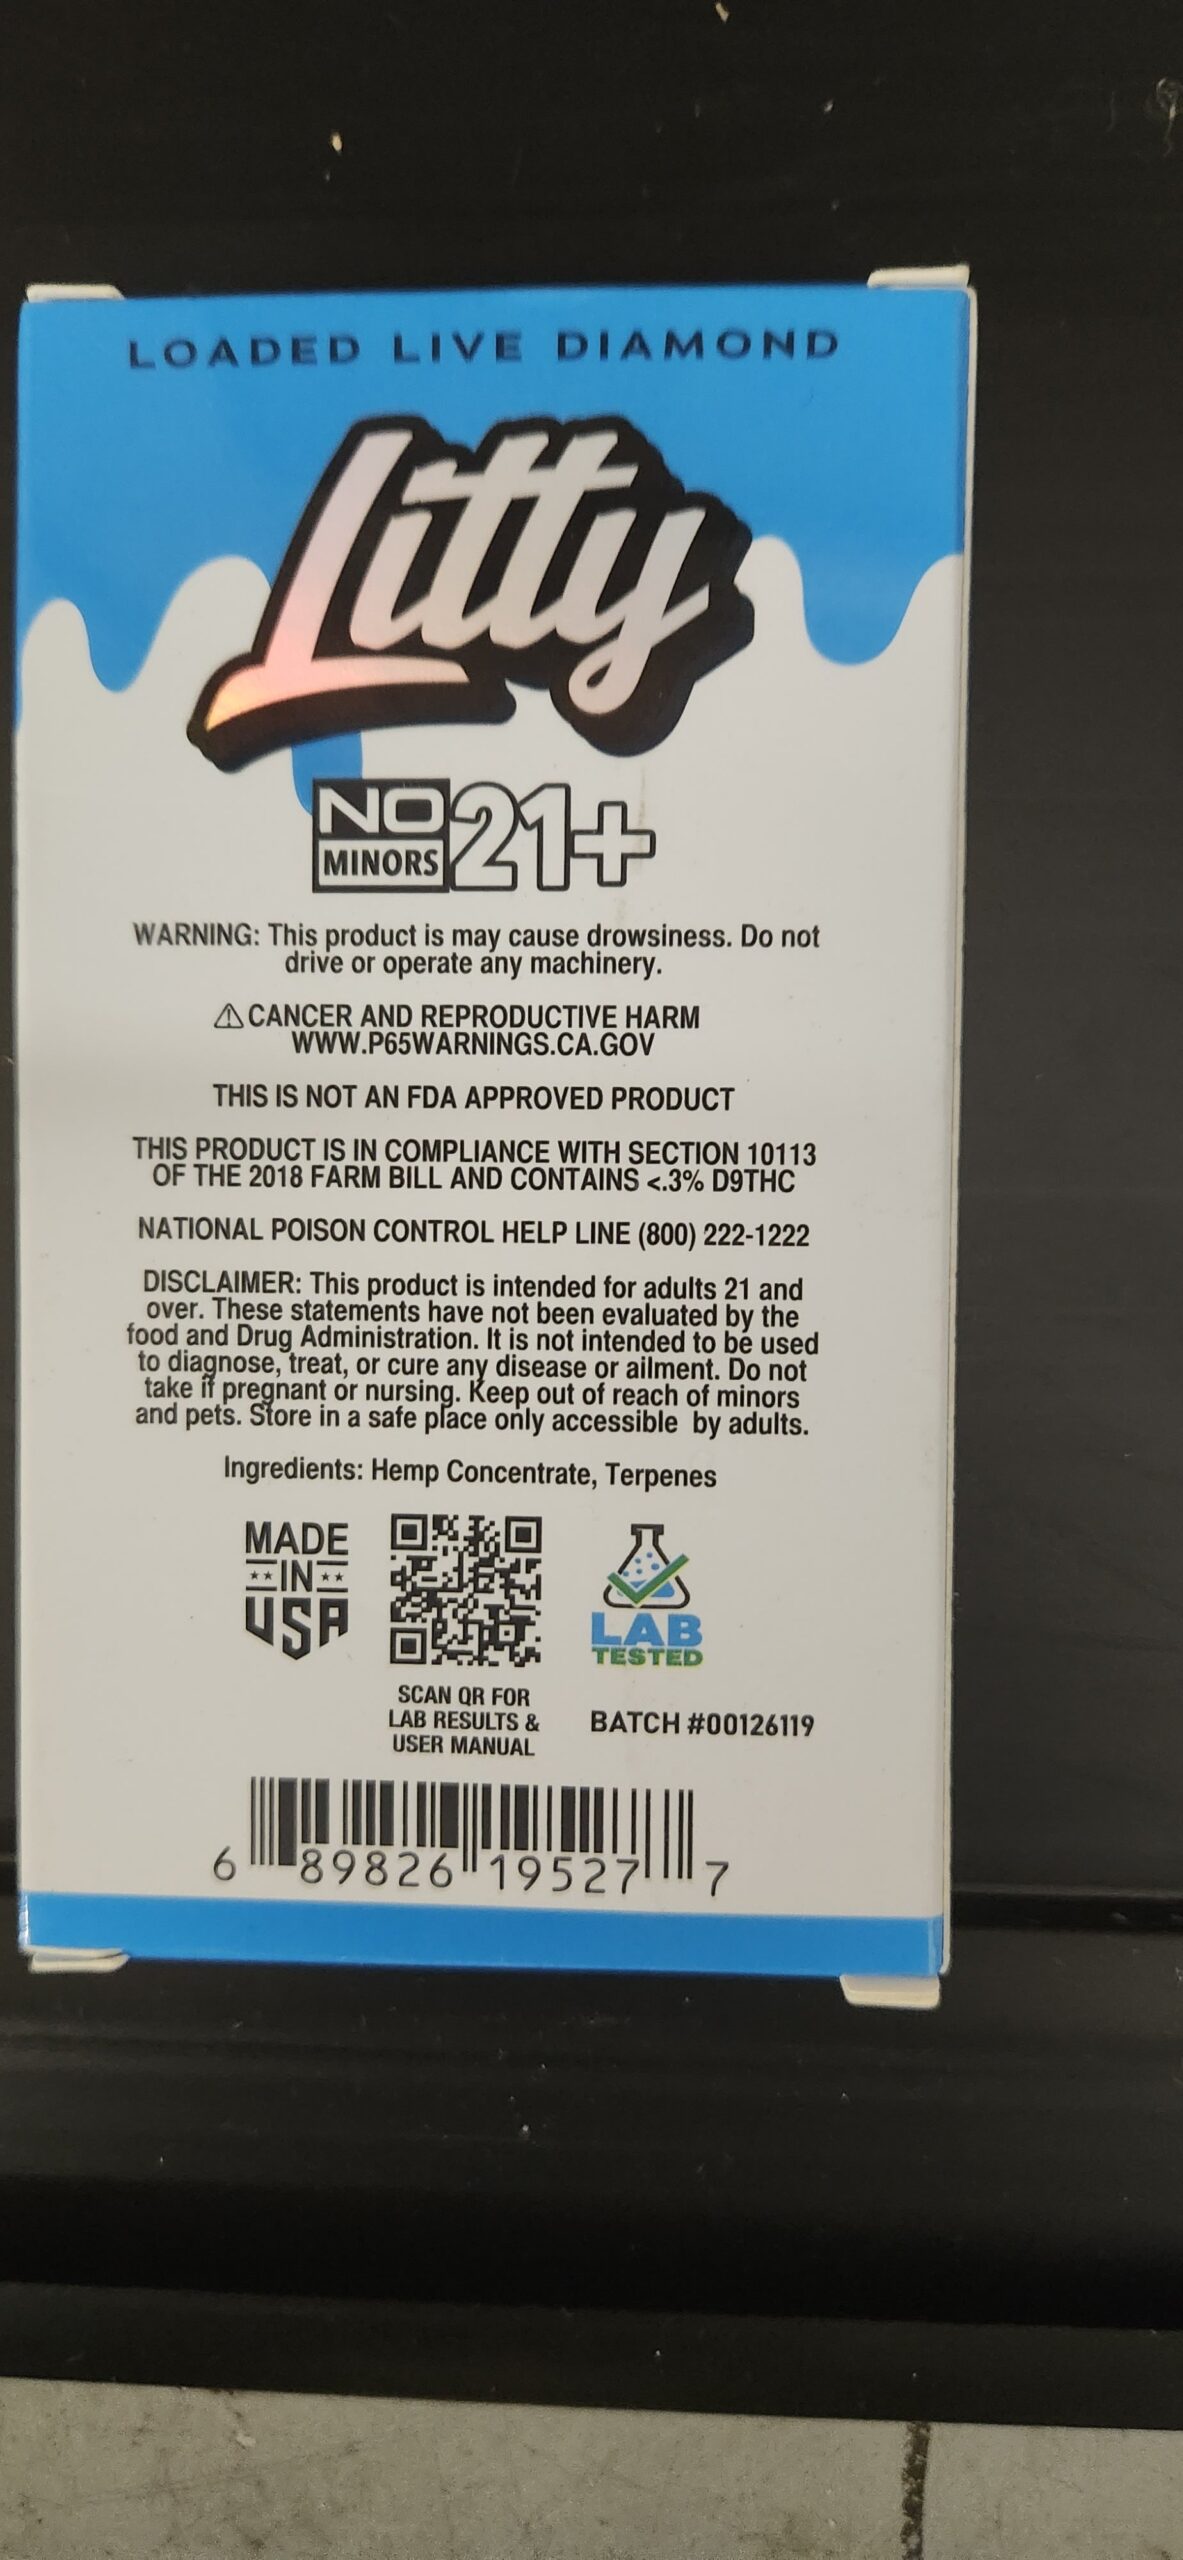 LOADED LIVE DIAMOND
Litty
NO
MINORS
21+
WARNING: This product is may cause drowsiness. Do not
drive or operate any machinery.
⚠ CANCER AND REPRODUCTIVE HARM
WWW.P65WARNINGS.CA.GOV
THIS IS NOT AN FDA APPROVED PRODUCT
THIS PRODUCT IS IN COMPLIANCE WITH SECTION 10113
OF THE 2018 FARM BILL AND CONTAINS <.3% D9THC
NATIONAL POISON CONTROL HELP LINE (800) 222-1222
DISCLAIMER: This product is intended for adults 21 and
over. These statements have not been evaluated by the
food and Drug Administration. It is not intended to be used
to diagnose, treat, or cure any disease or ailment. Do not
take if pregnant or nursing. Keep out of reach of minors
and pets. Store in a safe place only accessible by adults.
Ingredients: Hemp Concentrate, Terpenes
MADE
IN
USA
SCAN QR FOR
LAB RESULTS &
USER MANUAL
LAB
TESTED
BATCH #00126119
6 89826 19527 7